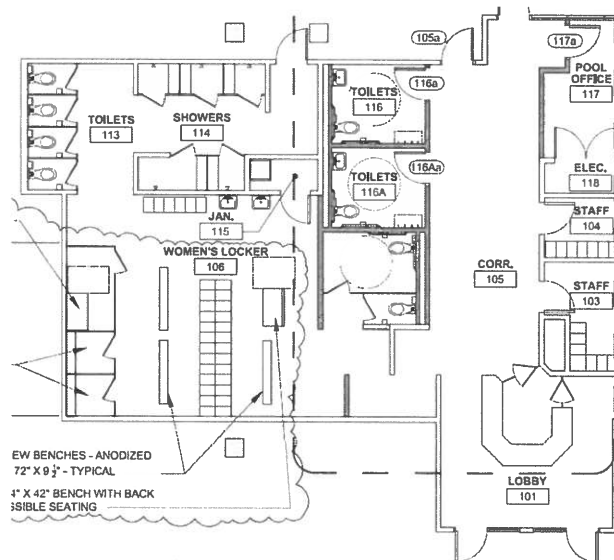 105a
117a
POOL
OFFICE
117
116a
TOILETS
116
TOILETS
113
SHOWERS
114
116Aa
TOILETS
116A
ELEC.
118
STAFF
104
JAN.
115
WOMEN'S LOCKER
106
CORR.
105
STAFF
103
EW BENCHES - ANODIZED
72" X 9 1/2" - TYPICAL
4" X 42" BENCH WITH BACK
SSIBLE SEATING
LOBBY
101